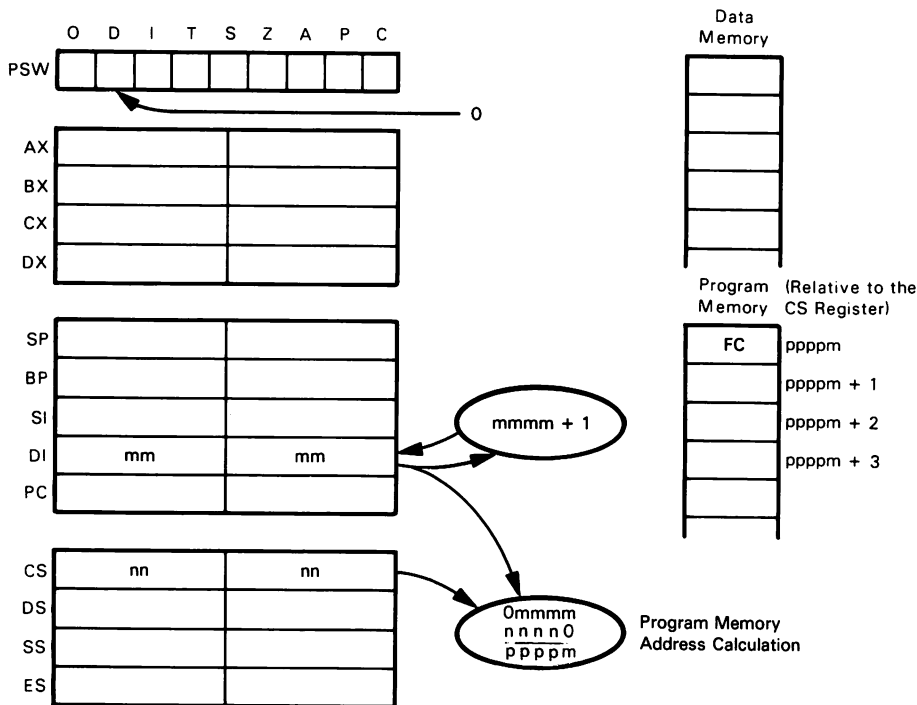 O D I T S Z A P C
PSW
0
AX
BX
CX
DX
SP
BP
SI
DI mm mm
PC
mmmm + 1
CS nn nn
DS
SS
ES
0mmmm
nnnn0
ppppm
Program Memory
Address Calculation
Data
Memory
Program (Relative to the
Memory CS Register)
FC ppppm
ppppm + 1
ppppm + 2
ppppm + 3